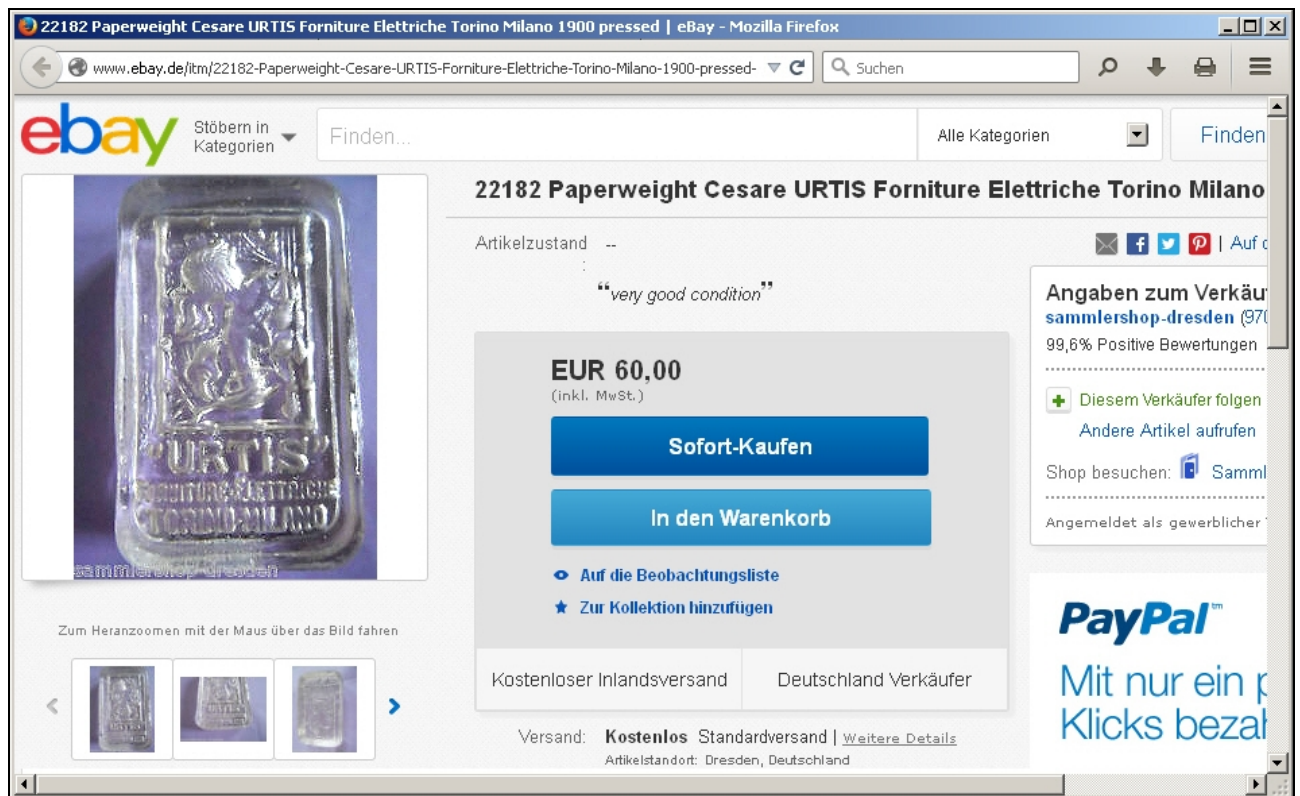 22182 Paperweight Cesare URTIS Forniture Elettriche Torino Milano 1900 pressed | eBay - Mozilla Firefox
www.ebay.de/itm/22182-Paperweight-Cesare-URTIS-Forniture-Elettriche-Torino-Milano-1900-pressed-
Suchen
ebay
Stöbern in
Kategorien
Finden...
Alle Kategorien
Finden
22182 Paperweight Cesare URTIS Forniture Elettriche Torino Milano
"URTIS"
FORNITURE·ELETTRICHE
TORINO·MILANO
sammlershop-dresden
Zum Heranzoomen mit der Maus über das Bild fahren
Artikelzustand --
:
“very good condition”
EUR 60,00
(inkl. MwSt.)
Sofort-Kaufen
In den Warenkorb
Auf die Beobachtungsliste
Zur Kollektion hinzufügen
Kostenloser Inlandsversand
Deutschland Verkäufer
Versand: Kostenlos Standardversand | Weitere Details
Artikelstandort: Dresden, Deutschland
| Auf d
Angaben zum Verkäu
sammlershop-dresden (970
99,6% Positive Bewertungen
Diesem Verkäufer folgen
Andere Artikel aufrufen
Shop besuchen: Samml
Angemeldet als gewerblicher
PayPal™
Mit nur ein p
Klicks bezah